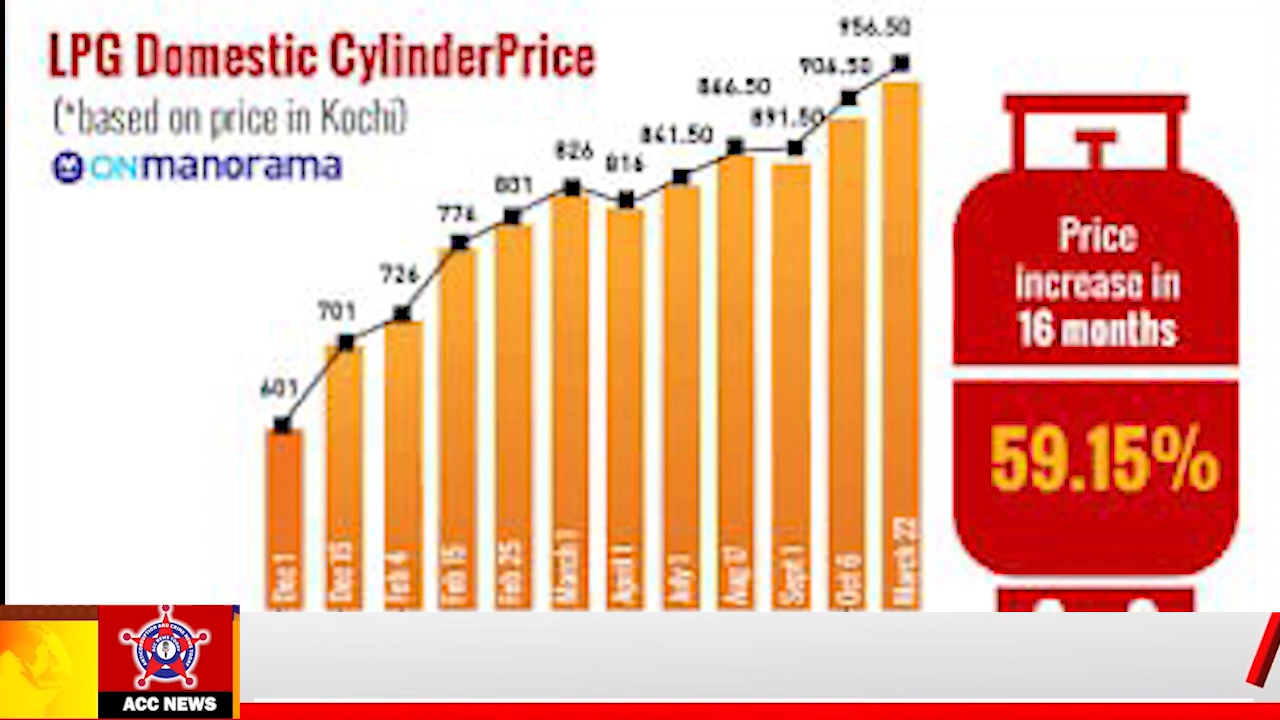 LPG Domestic CylinderPrice
(*based on price in Kochi)
ONmanorama
601
701
726
776
801
826
816
841.50
866.50
891.50
906.50
956.50
Dec 1
Dec 15
Feb 4
Feb 15
Feb 25
March 1
April 1
July 1
Aug 17
Sept 1
Oct 6
March 22
Price
increase in
16 months
59.15%
ACC NEWS